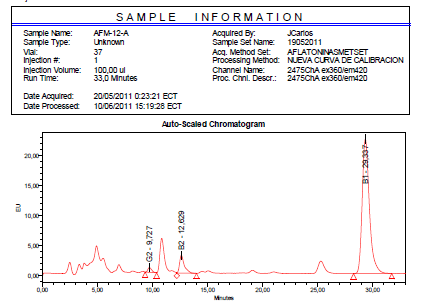 SAMPLE INFORMATION
Sample Name: AFM-12-A Acquired By: JCarlos
Sample Type: Unknown Sample Set Name: 19052011
Vial: 37 Acq. Method Set: AFLATONINASMETSET
Injection #: 1 Processing Method: NUEVA CURVA DE CALIBRACION
Injection Volume: 100,00 ul Channel Name: 2475ChA ex360/em420
Run Time: 33,0 Minutes Proc. Chnl. Descr.: 2475ChA ex360/em420
Date Acquired: 20/05/2011 0:23:21 ECT
Date Processed: 10/06/2011 15:19:28 ECT
Auto-Scaled Chromatogram
EU
20,00
15,00
10,00
5,00
0,00
G2 - 9,727
B2 - 12,629
B1 - 29,337
0,00 5,00 10,00 15,00 20,00 25,00 30,00
Minutes